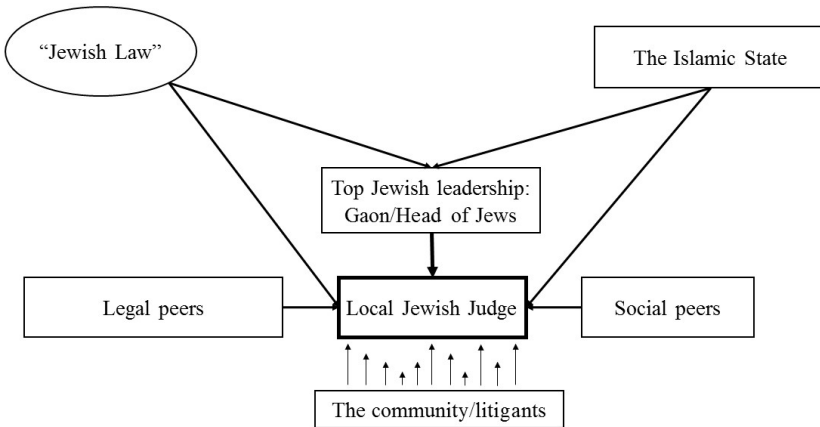 “Jewish Law”
The Islamic State
Top Jewish leadership:
Gaon/Head of Jews
Legal peers
Local Jewish Judge
Social peers
The community/litigants